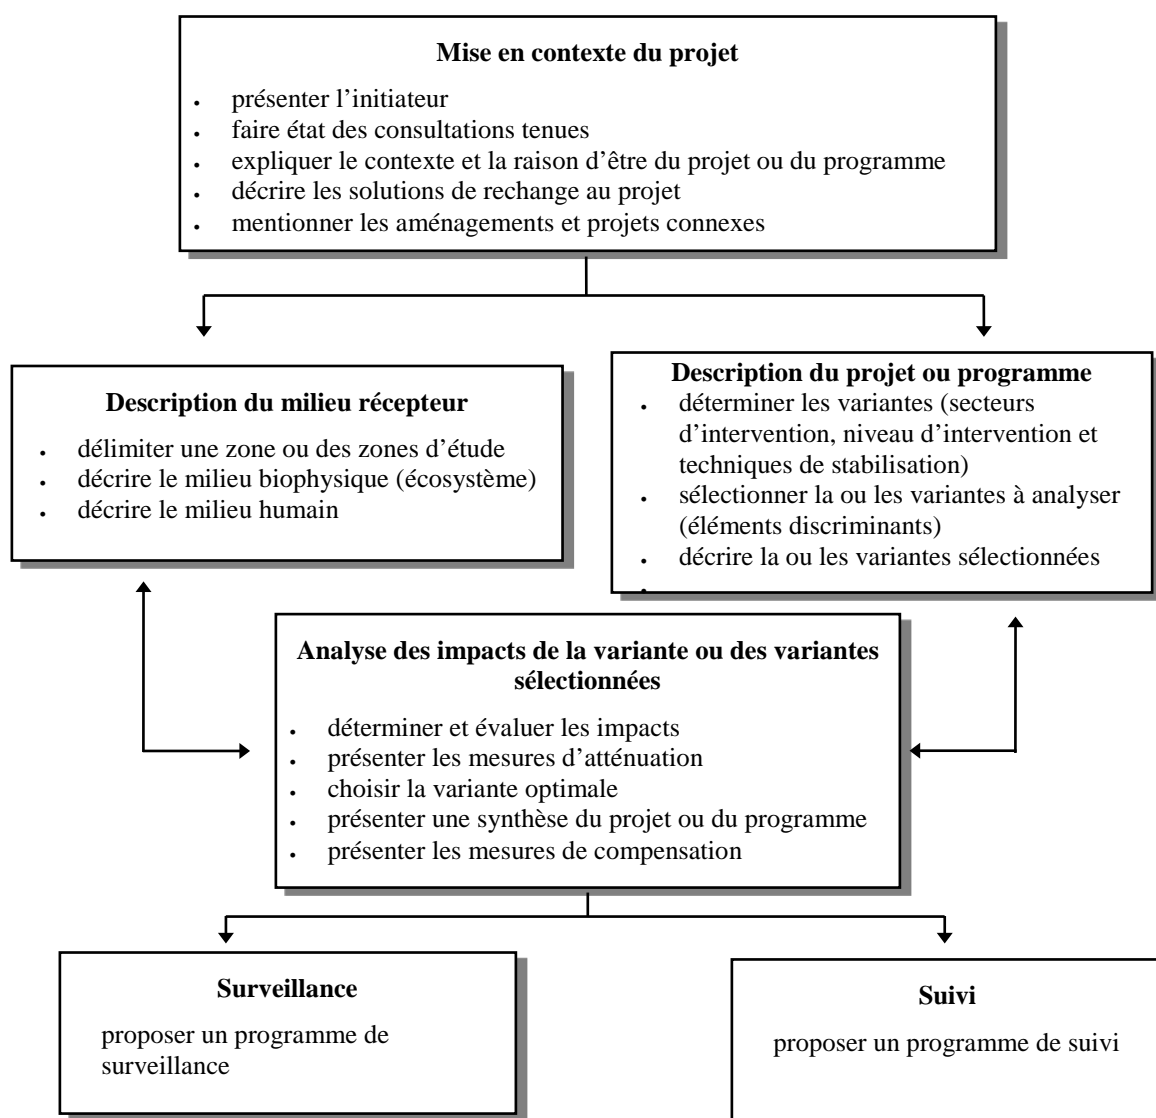 Mise en contexte du projet
• présenter l’initiateur
• faire état des consultations tenues
• expliquer le contexte et la raison d’être du projet ou du programme
• décrire les solutions de rechange au projet
• mentionner les aménagements et projets connexes
Description du milieu récepteur
• délimiter une zone ou des zones d’étude
• décrire le milieu biophysique (écosystème)
• décrire le milieu humain
Description du projet ou programme
• déterminer les variantes (secteurs
d’intervention, niveau d’intervention et
techniques de stabilisation)
• sélectionner la ou les variantes à analyser
(éléments discriminants)
• décrire la ou les variantes sélectionnées
•
Analyse des impacts de la variante ou des variantes
sélectionnées
• déterminer et évaluer les impacts
• présenter les mesures d’atténuation
• choisir la variante optimale
• présenter une synthèse du projet ou du programme
• présenter les mesures de compensation
Surveillance
proposer un programme de
surveillance
Suivi
proposer un programme de suivi